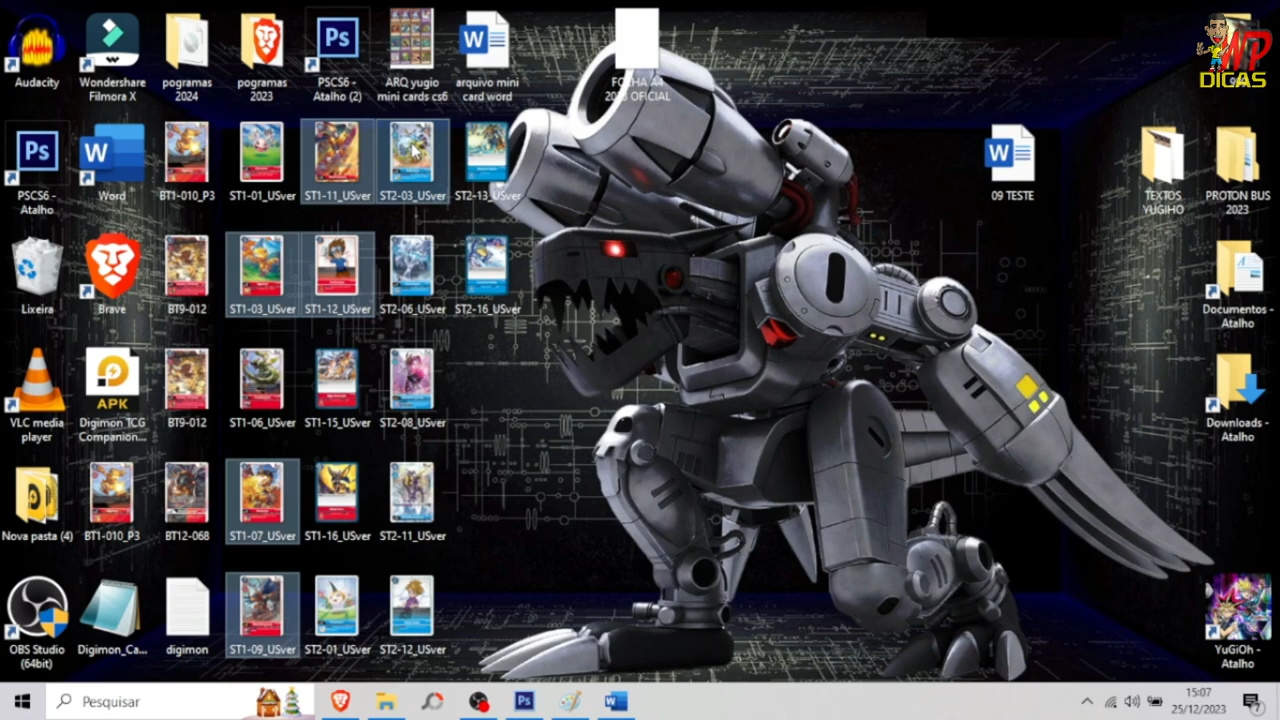 Audacity
Wondershare
Filmora X
pogramas
2024
pogramas
2023
PSCS6 -
Atalho (2)
ARQ yugio
mini cards cs6
arquivo mini
card word
FOLHA A4
OFICIAL
WP
DICAS
PSCS6 -
Atalho
Word
BT1-010_P3
ST1-01_USver
ST1-11_USver
ST2-03_USver
ST2-13_USver
09 TESTE
TEXTOS
YUGIHO
PROTON BUS
2023
Lixeira
Brave
BT9-012
ST1-03_USver
ST1-12_USver
ST2-06_USver
ST2-16_USver
Documentos -
Atalho
VLC media
player
APK
Digimon TCG
Companion...
BT9-012
ST1-06_USver
ST1-15_USver
ST2-08_USver
Downloads -
Atalho
Nova pasta (4)
BT1-010_P3
BT12-068
ST1-07_USver
ST1-16_USver
ST2-11_USver
OBS Studio
(64bit)
Digimon_Ca...
digimon
ST1-09_USver
ST2-01_USver
ST2-12_USver
YuGiOh -
Atalho
Pesquisar
15:07
25/12/2023
7